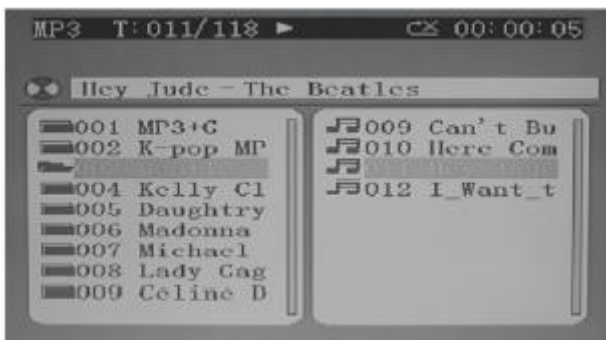 MP3 T:011/118 00:00:05
Hey Jude - The Beatles
001 MP3+G
002 K-pop MP
004 Kelly Cl
005 Daughtry
006 Madonna
007 Michael
008 Lady Gag
009 Celine D
009 Can't Bu
010 Here Com
012 I_Want_t